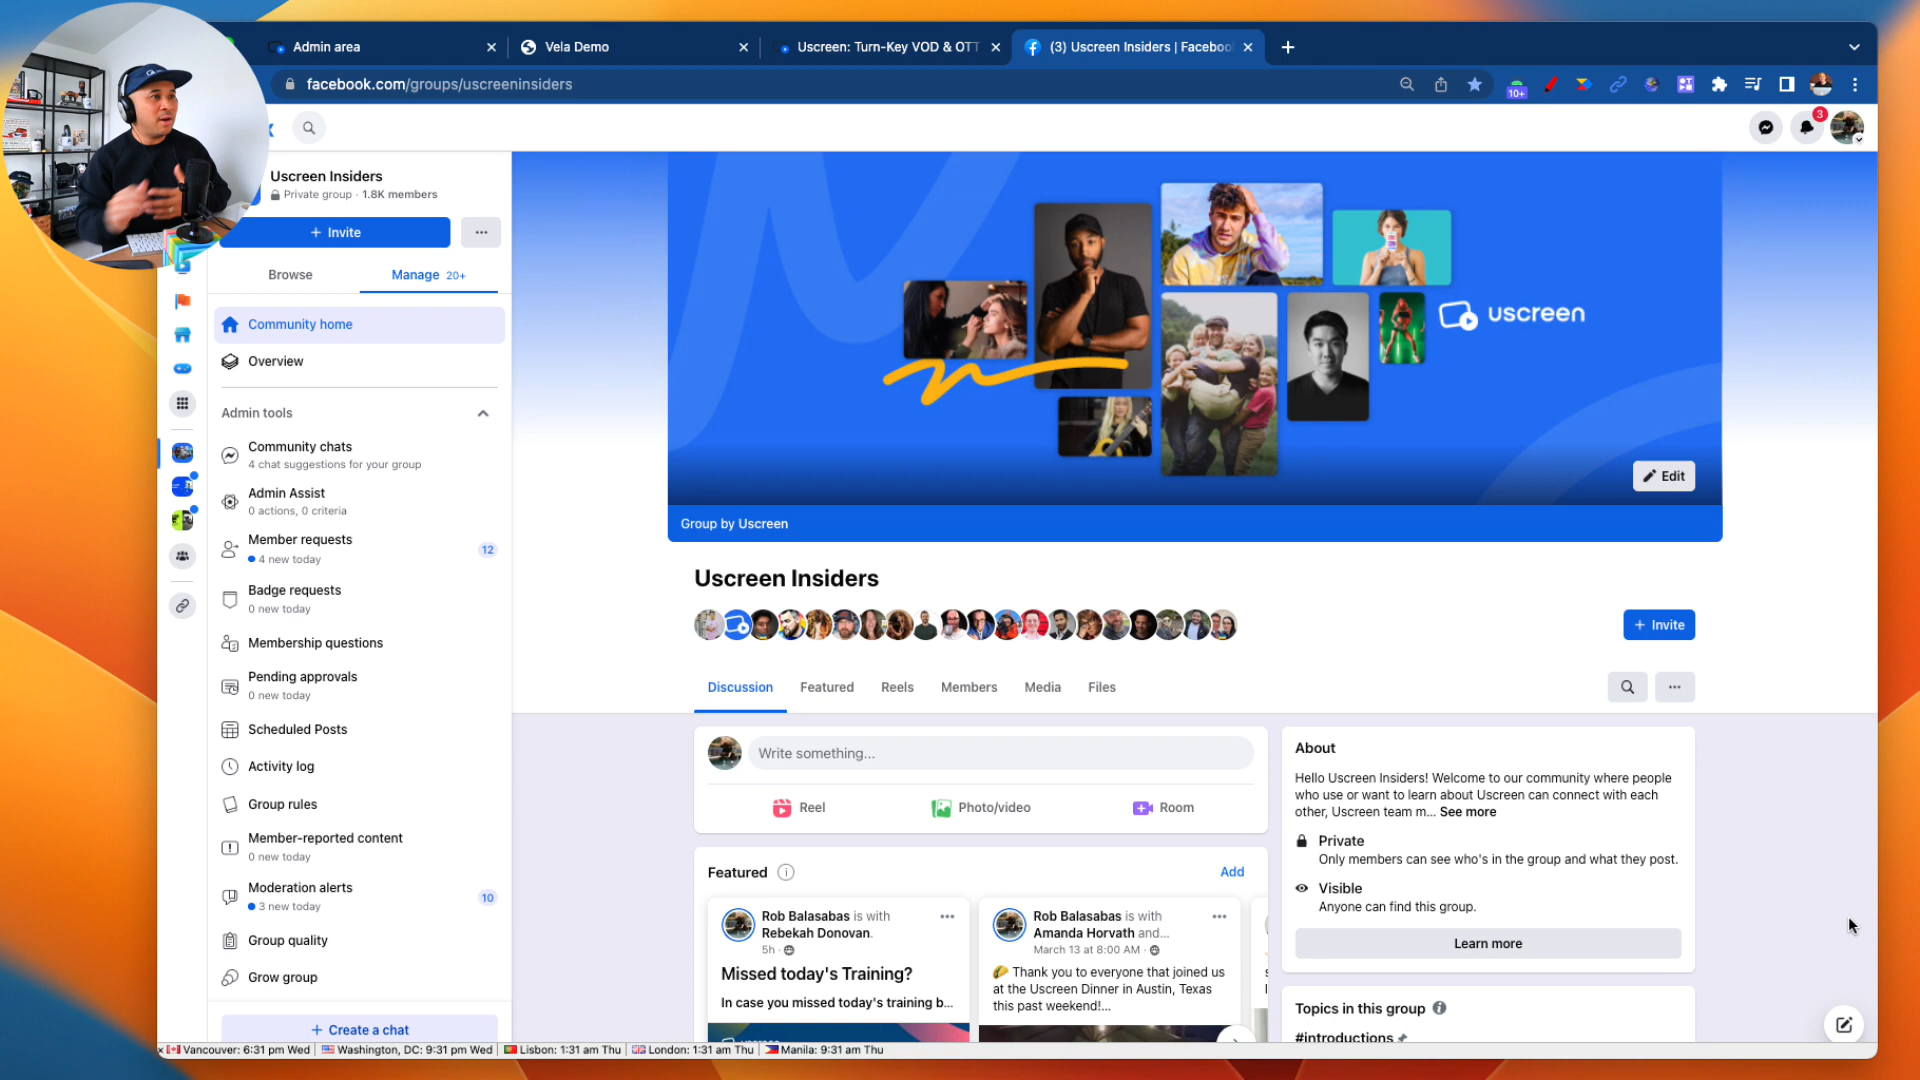 Admin area
Vela Demo
Uscreen: Turn-Key VOD & OTT
(3) Uscreen Insiders | Faceboo
facebook.com/groups/uscreeninsiders
10+
3
Uscreen Insiders
Private group · 1.8K members
+ Invite
Browse
Manage 20+
Community home
Overview
Admin tools
Community chats
4 chat suggestions for your group
Admin Assist
0 actions, 0 criteria
Member requests
4 new today
12
Badge requests
0 new today
Membership questions
Pending approvals
0 new today
Scheduled Posts
Activity log
Group rules
Member-reported content
0 new today
Moderation alerts
3 new today
10
Group quality
Grow group
+ Create a chat
uscreen
Edit
Group by Uscreen
Uscreen Insiders
+ Invite
Discussion
Featured
Reels
Members
Media
Files
Write something...
Reel
Photo/video
Room
Featured
Add
Rob Balasabas is with
Rebekah Donovan.
5h ·
Missed today's Training?
In case you missed today's training b...
Rob Balasabas is with
Amanda Horvath and...
March 13 at 8:00 AM ·
🌮 Thank you to everyone that joined us
at the Uscreen Dinner in Austin, Texas
this past weekend!...
About
Hello Uscreen Insiders! Welcome to our community where people
who use or want to learn about Uscreen can connect with each
other, Uscreen team m... See more
Private
Only members can see who's in the group and what they post.
Visible
Anyone can find this group.
Learn more
Topics in this group
#introductions
Vancouver: 6:31 pm Wed
Washington, DC: 9:31 pm Wed
Lisbon: 1:31 am Thu
London: 1:31 am Thu
Manila: 9:31 am Thu